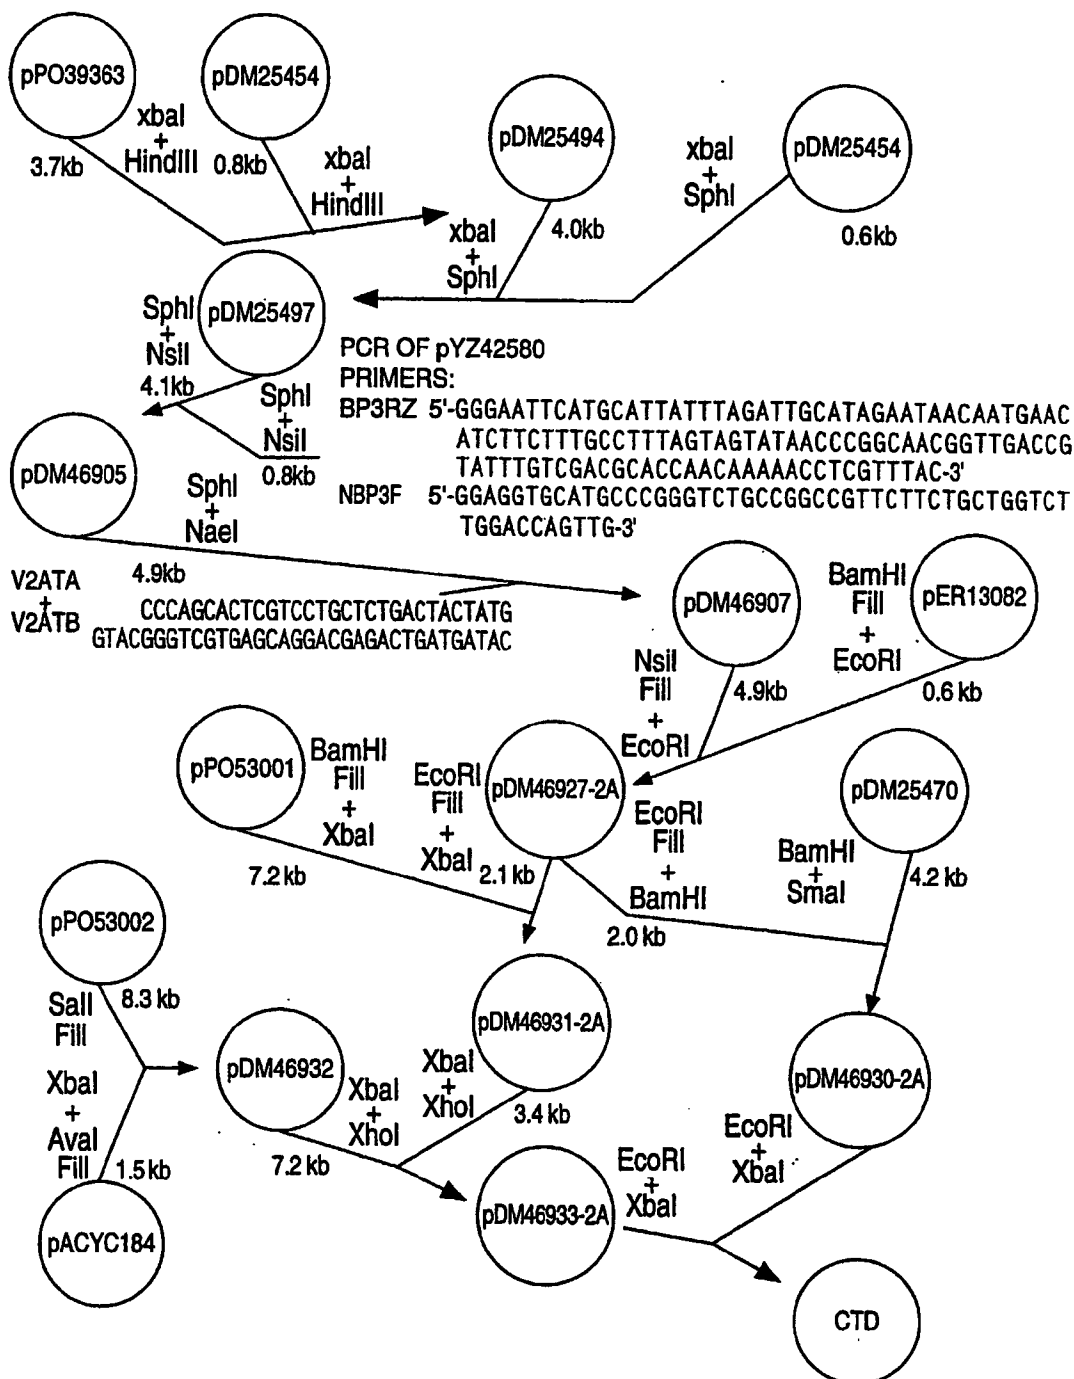 pPO39363
pDM25454
xbaI
+
HindIII
3.7kb
0.8kb
xbaI
+
HindIII
pDM25494
xbaI
+
SphI
pDM25454
4.0kb
0.6kb
xbaI
+
SphI
SphI
+
NsiI
pDM25497
4.1kb
SphI
+
NsiI
0.8kb
PCR OF pYZ42580
PRIMERS:
BP3RZ 5'-GGGAATTCATGCATTATTTAGATTGCATAGAATAACAATGAAC
ATCTTCTTTGCCTTTAGTAGTATAACCCGGCAACGGTTGACCG
TATTTGTCGACGCACCAACAAAAACCTCGTTTAC-3'
NBP3F 5'-GGAGGTGCATGCCCGGGTCTGCCGGCCGTTCTTCTGCTGGTCT
TGGACCAGTTG-3'
pDM46905
SphI
+
NaeI
4.9kb
V2ATA
+
V2ATB
CCCAGCACTCGTCCTGCTCTGACTACTATG
GTACGGGTCGTGAGCAGGACGAGACTGATGATAC
pDM46907
BamHI
Fill
+
EcoRI
pER13082
NsiI
Fill
+
EcoRI
4.9kb
0.6 kb
pPO53001
BamHI
Fill
+
XbaI
EcoRI
Fill
+
XbaI
pDM46927-2A
EcoRI
Fill
+
BamHI
pDM25470
BamHI
+
SmaI
7.2 kb
2.1 kb
2.0 kb
4.2 kb
pPO53002
SalI
Fill
8.3 kb
XbaI
+
AvaI
Fill
1.5kb
pACYC184
pDM46932
pDM46931-2A
pDM46930-2A
XbaI
+
XhoI
XbaI
+
XhoI
7.2 kb
3.4 kb
pDM46933-2A
EcoRI
+
XbaI
EcoRI
+
XbaI
CTD